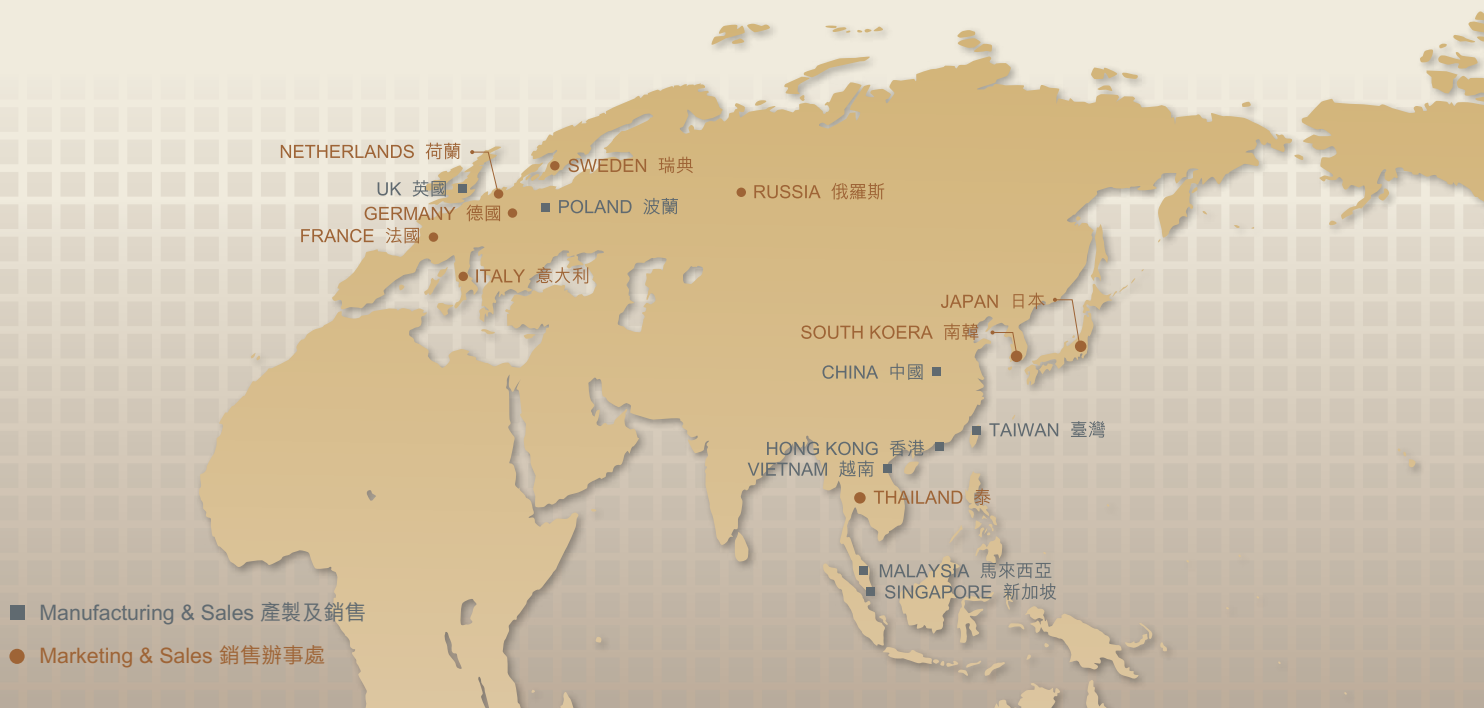 NETHERLANDS 荷蘭
SWEDEN 瑞典
UK 英國
RUSSIA 俄羅斯
POLAND 波蘭
GERMANY 德國
FRANCE 法國
ITALY 意大利
JAPAN 日本
SOUTH KOERA 南韓
CHINA 中國
TAIWAN 臺灣
HONG KONG 香港
VIETNAM 越南
THAILAND 泰
MALAYSIA 馬來西亞
SINGAPORE 新加坡
Manufacturing & Sales 產製及銷售
Marketing & Sales 銷售辦事處